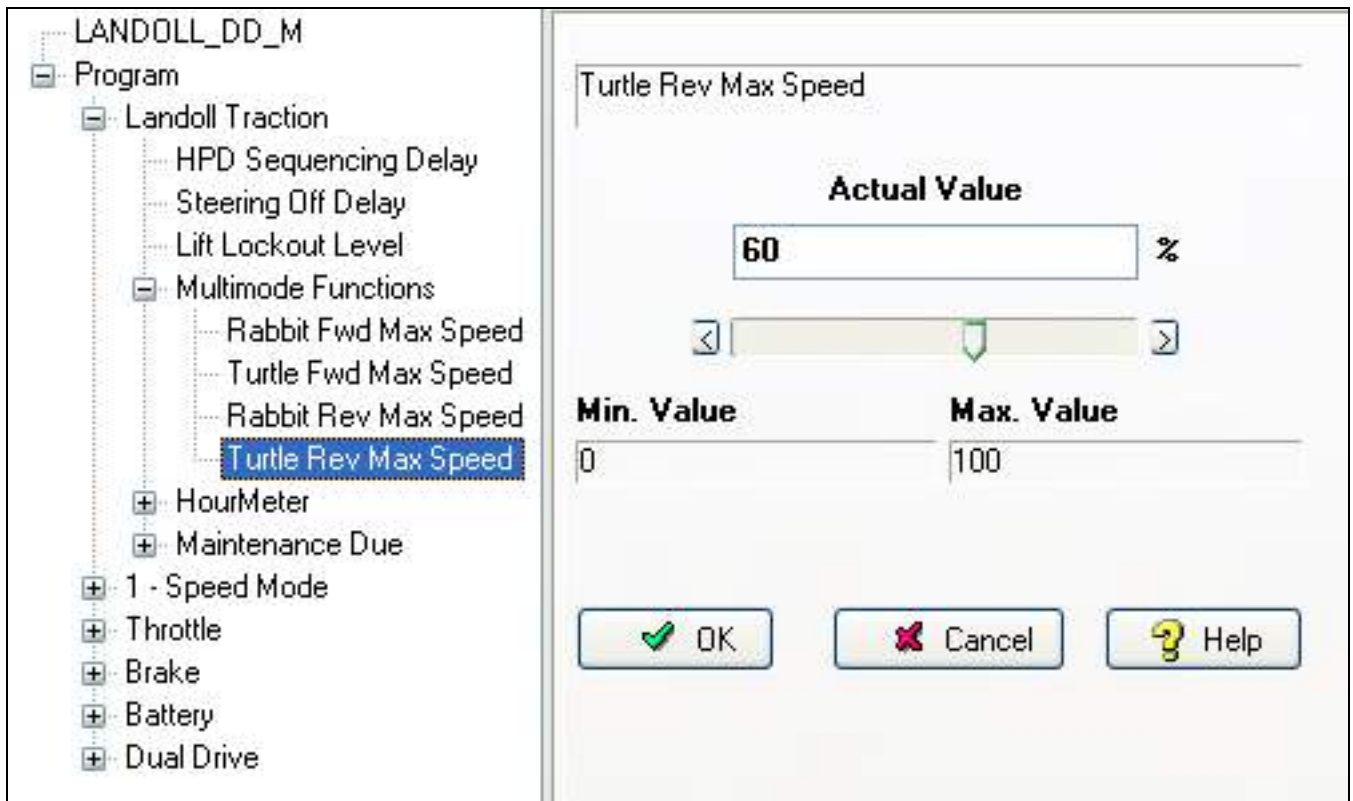 LANDOLL_DD_M
Program
Landoll Traction
HPD Sequencing Delay
Steering Off Delay
Lift Lockout Level
Multimode Functions
Rabbit Fwd Max Speed
Turtle Fwd Max Speed
Rabbit Rev Max Speed
Turtle Rev Max Speed
HourMeter
Maintenance Due
1 - Speed Mode
Throttle
Brake
Battery
Dual Drive
Turtle Rev Max Speed
Actual Value
60 %
< >
Min. Value Max. Value
0 100
OK Cancel Help